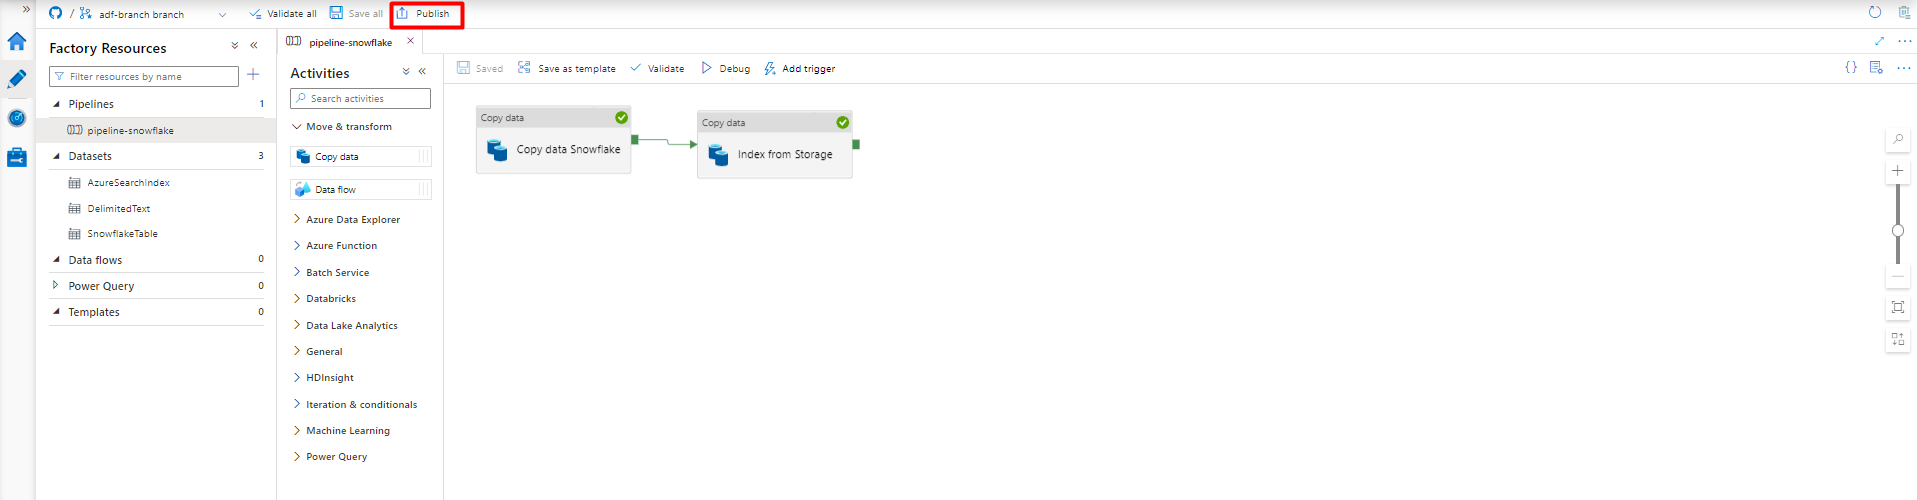 / adf-branch branch
Validate all
Save all
Publish
Factory Resources
Filter resources by name
Pipelines 1
pipeline-snowflake
Datasets 3
AzureSearchIndex
DelimitedText
SnowflakeTable
Data flows 0
Power Query 0
Templates 0
pipeline-snowflake
Activities
Search activities
Move & transform
Copy data
Data flow
Azure Data Explorer
Azure Function
Batch Service
Databricks
Data Lake Analytics
General
HDInsight
Iteration & conditionals
Machine Learning
Power Query
Saved
Save as template
Validate
Debug
Add trigger
Copy data
Copy data Snowflake
Copy data
Index from Storage